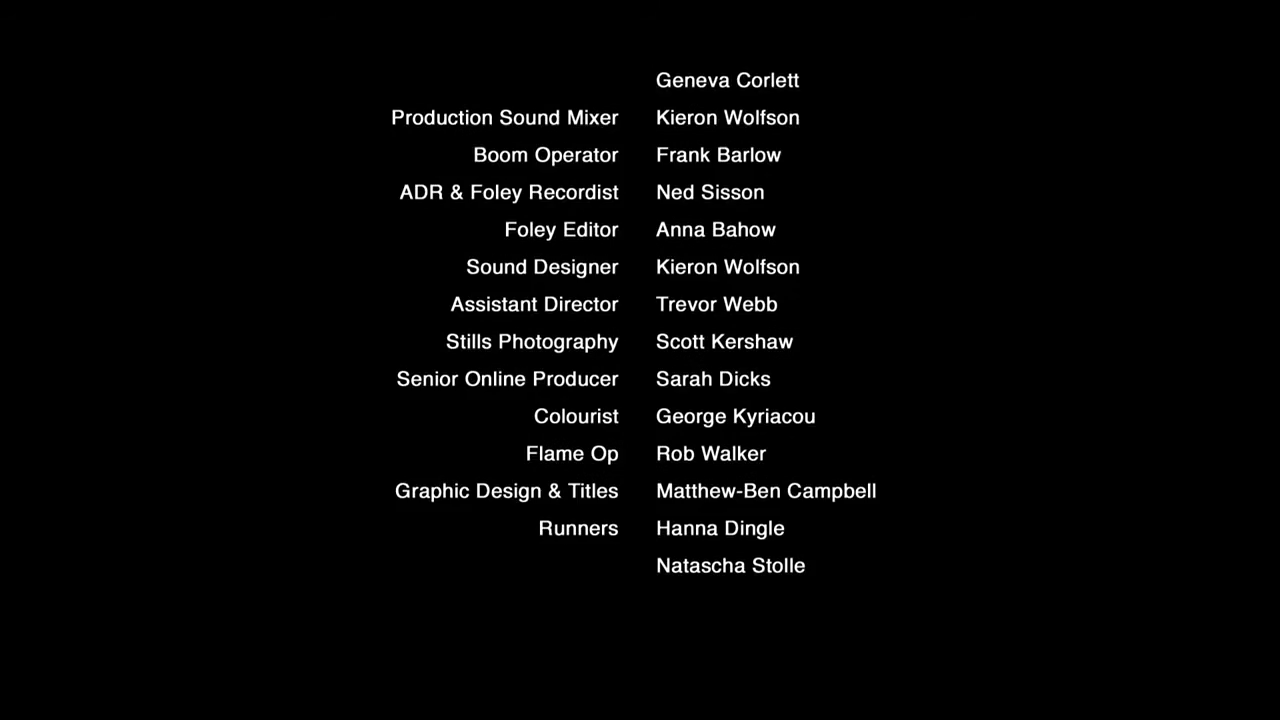 Geneva Corlett
Production Sound Mixer Kieron Wolfson
Boom Operator Frank Barlow
ADR & Foley Recordist Ned Sisson
Foley Editor Anna Bahow
Sound Designer Kieron Wolfson
Assistant Director Trevor Webb
Stills Photography Scott Kershaw
Senior Online Producer Sarah Dicks
Colourist George Kyriacou
Flame Op Rob Walker
Graphic Design & Titles Matthew-Ben Campbell
Runners Hanna Dingle
Natascha Stolle